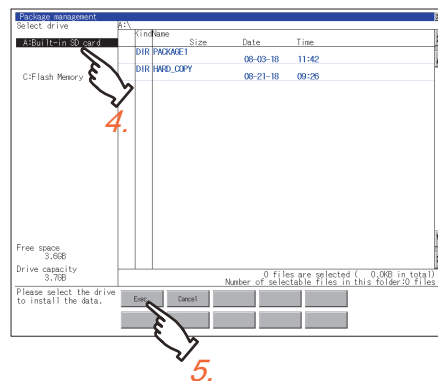 Package management
Select drive
A:\
A:Built-in SD card
C:Flash Memory
Kind Name
Size Date Time
DIR PACKAGE1
08-03-18 11:42
DIR HARD_COPY
08-21-18 09:26
4.
Free space
3.6GB
Drive capacity
3.7GB
0 files are selected ( 0.0KB in total)
Number of selectable files in this folder:0 files
Please select the drive
to install the data.
Exec
Cancel
5.